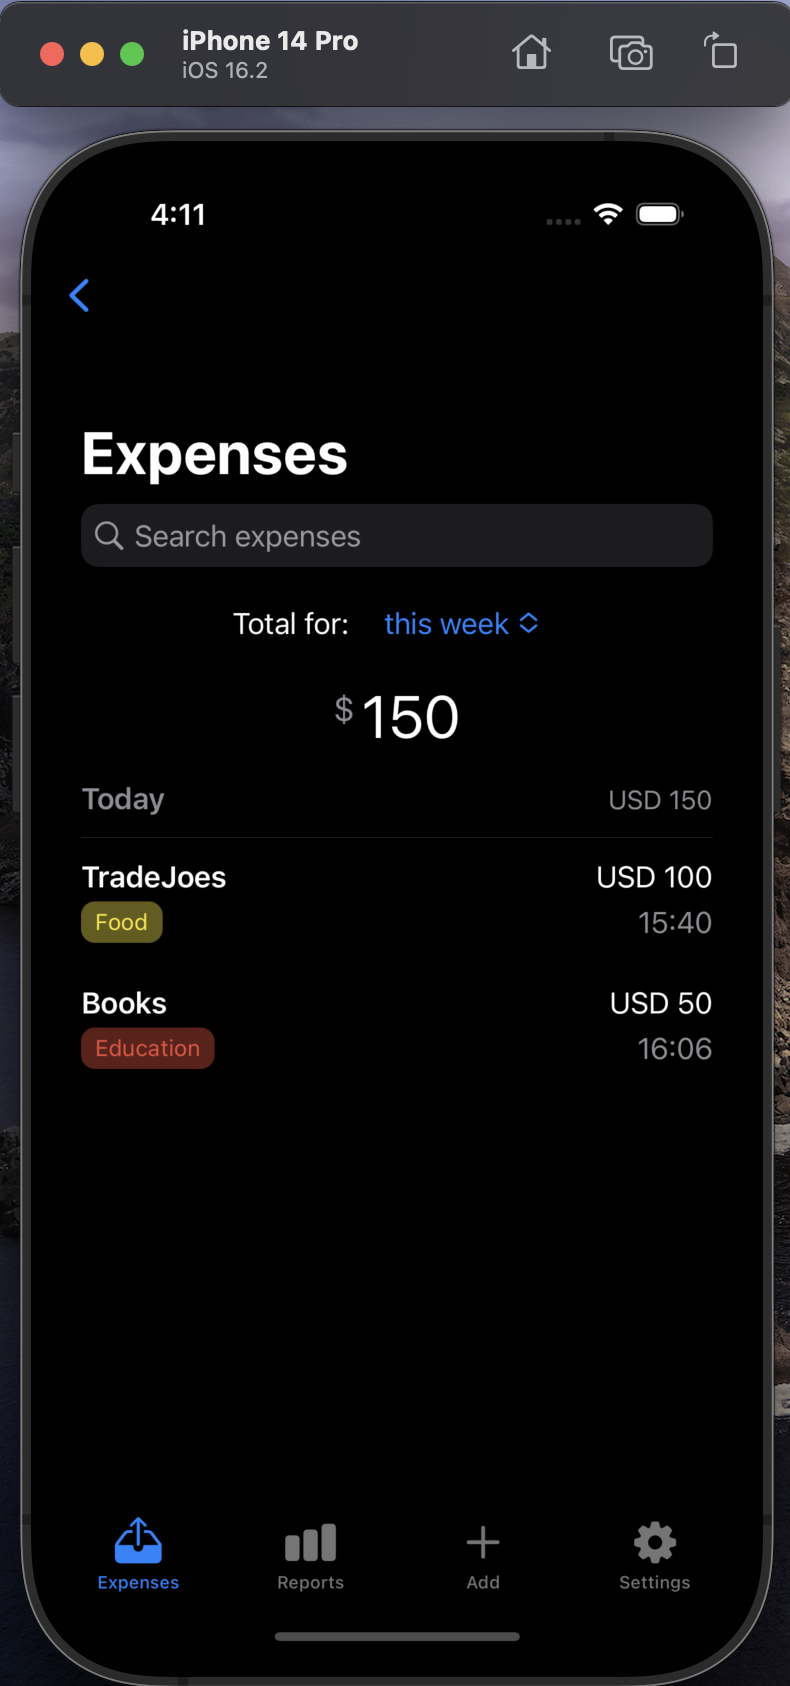 iPhone 14 Pro
iOS 16.2
4:11
Expenses
Search expenses
Total for: this week
$ 150
Today USD 150
TradeJoes USD 100
Food 15:40
Books USD 50
Education 16:06
Expenses Reports Add Settings